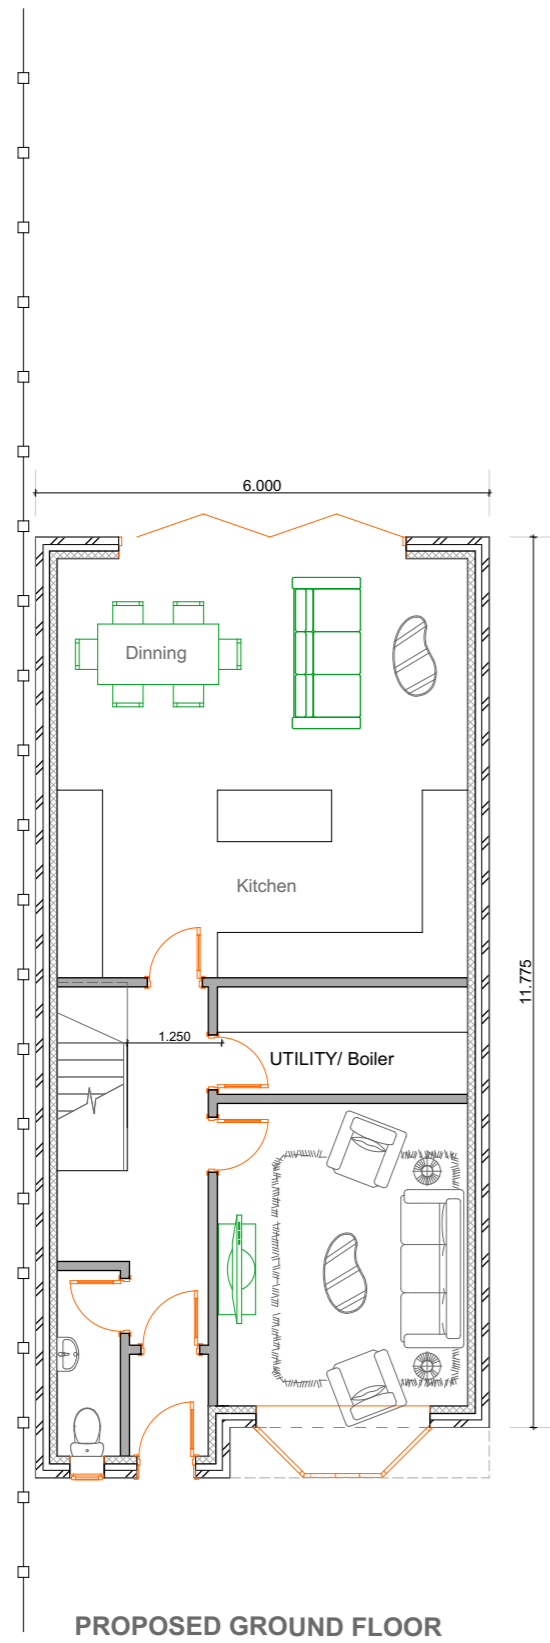 6.000
Dinning
Kitchen
11.775
1.250
UTILITY/ Boiler
PROPOSED GROUND FLOOR